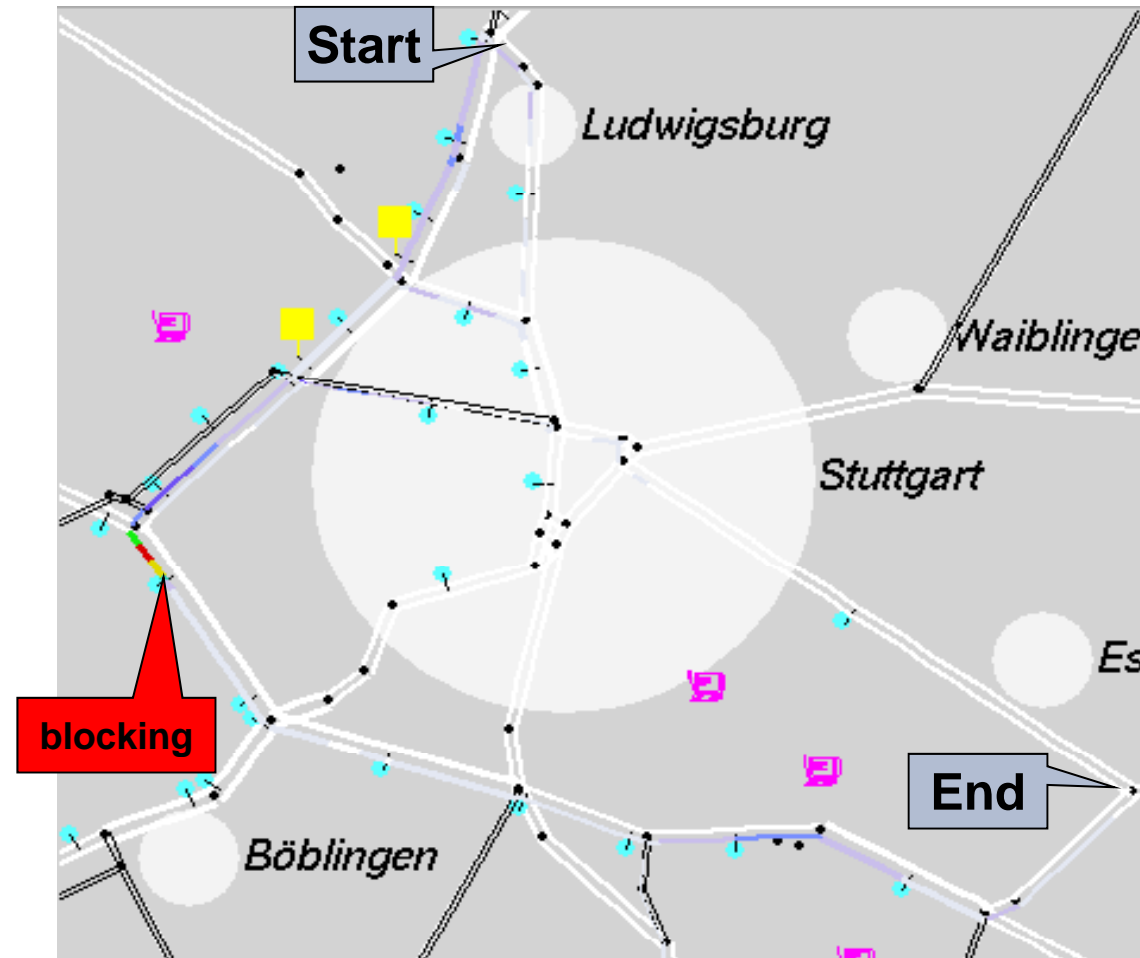 Start
Ludwigsburg
Waiblinge
Stuttgart
Es
blocking
End
Böblingen